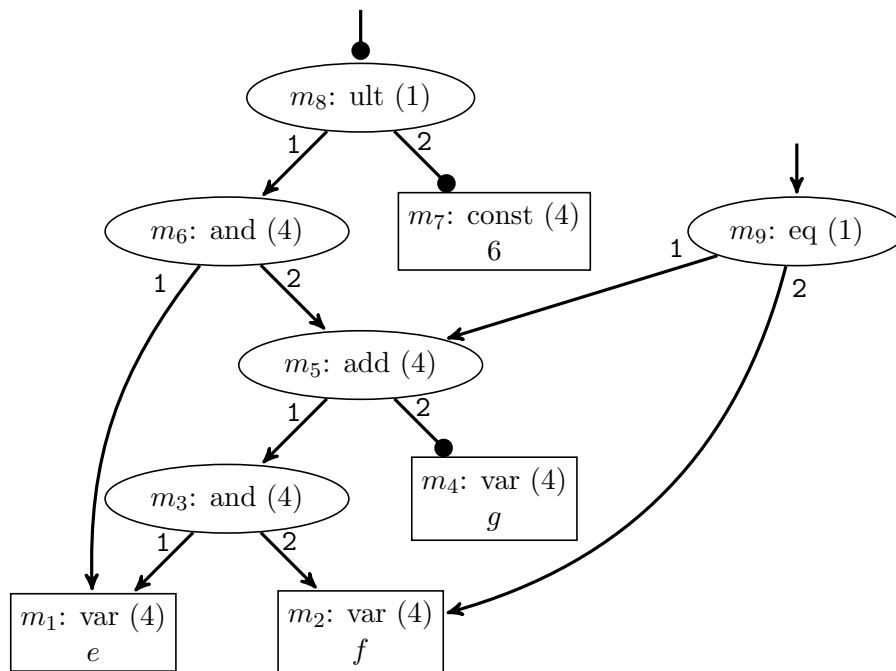 m₈: ult (1)
1
2
m₆: and (4)
m₇: const (4)
6
m₉: eq (1)
1
2
1
2
m₅: add (4)
1
2
m₃: and (4)
m₄: var (4)
g
1
2
m₁: var (4)
e
m₂: var (4)
f